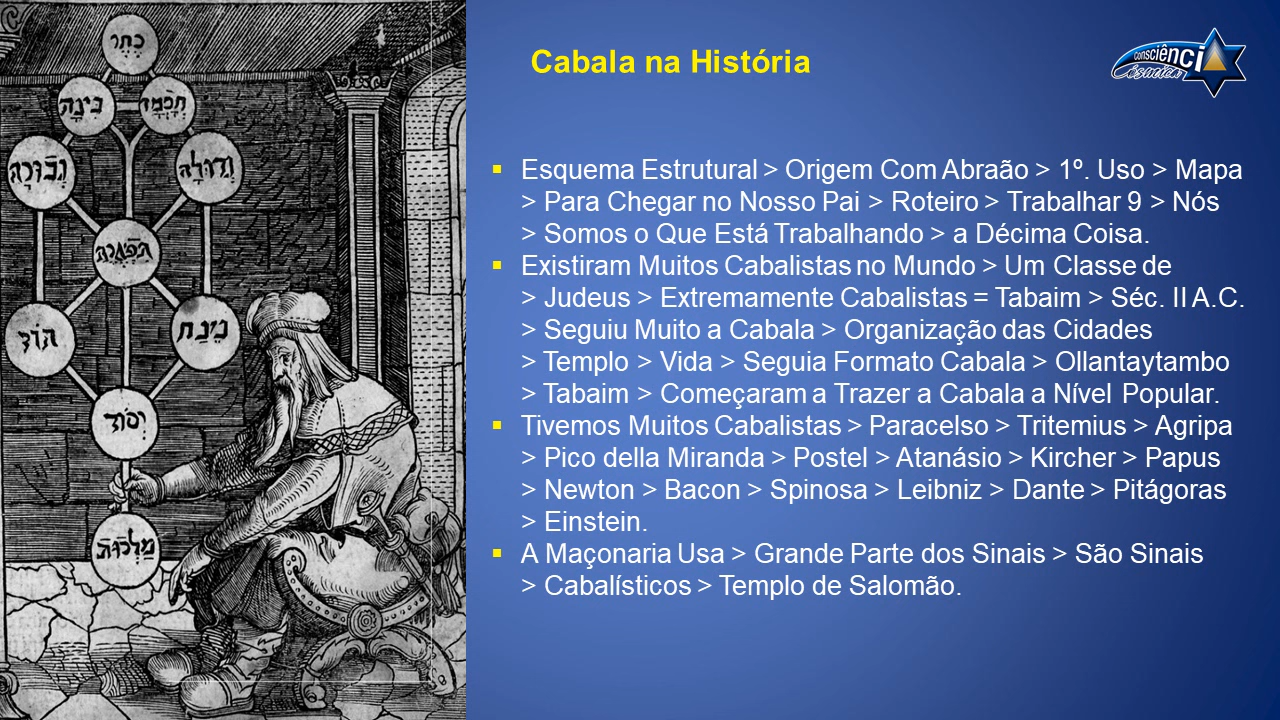 כתר
בינה
חכמה
גבורה
גדולה
תפארת
הוד
יסוד
מלכות
Cabala na História
consciênci
Cósmica
▪ Esquema Estrutural > Origem Com Abraão > 1º. Uso > Mapa
> Para Chegar no Nosso Pai > Roteiro > Trabalhar 9 > Nós
> Somos o Que Está Trabalhando > a Décima Coisa.
▪ Existiram Muitos Cabalistas no Mundo > Um Classe de
> Judeus > Extremamente Cabalistas = Tabaim > Séc. II A.C.
> Seguiu Muito a Cabala > Organização das Cidades
> Templo > Vida > Seguia Formato Cabala > Ollantaytambo
> Tabaim > Começaram a Trazer a Cabala a Nível Popular.
▪ Tivemos Muitos Cabalistas > Paracelso > Tritemius > Agripa
> Pico della Miranda > Postel > Atanásio > Kircher > Papus
> Newton > Bacon > Spinosa > Leibniz > Dante > Pitágoras
> Einstein.
▪ A Maçonaria Usa > Grande Parte dos Sinais > São Sinais
> Cabalísticos > Templo de Salomão.